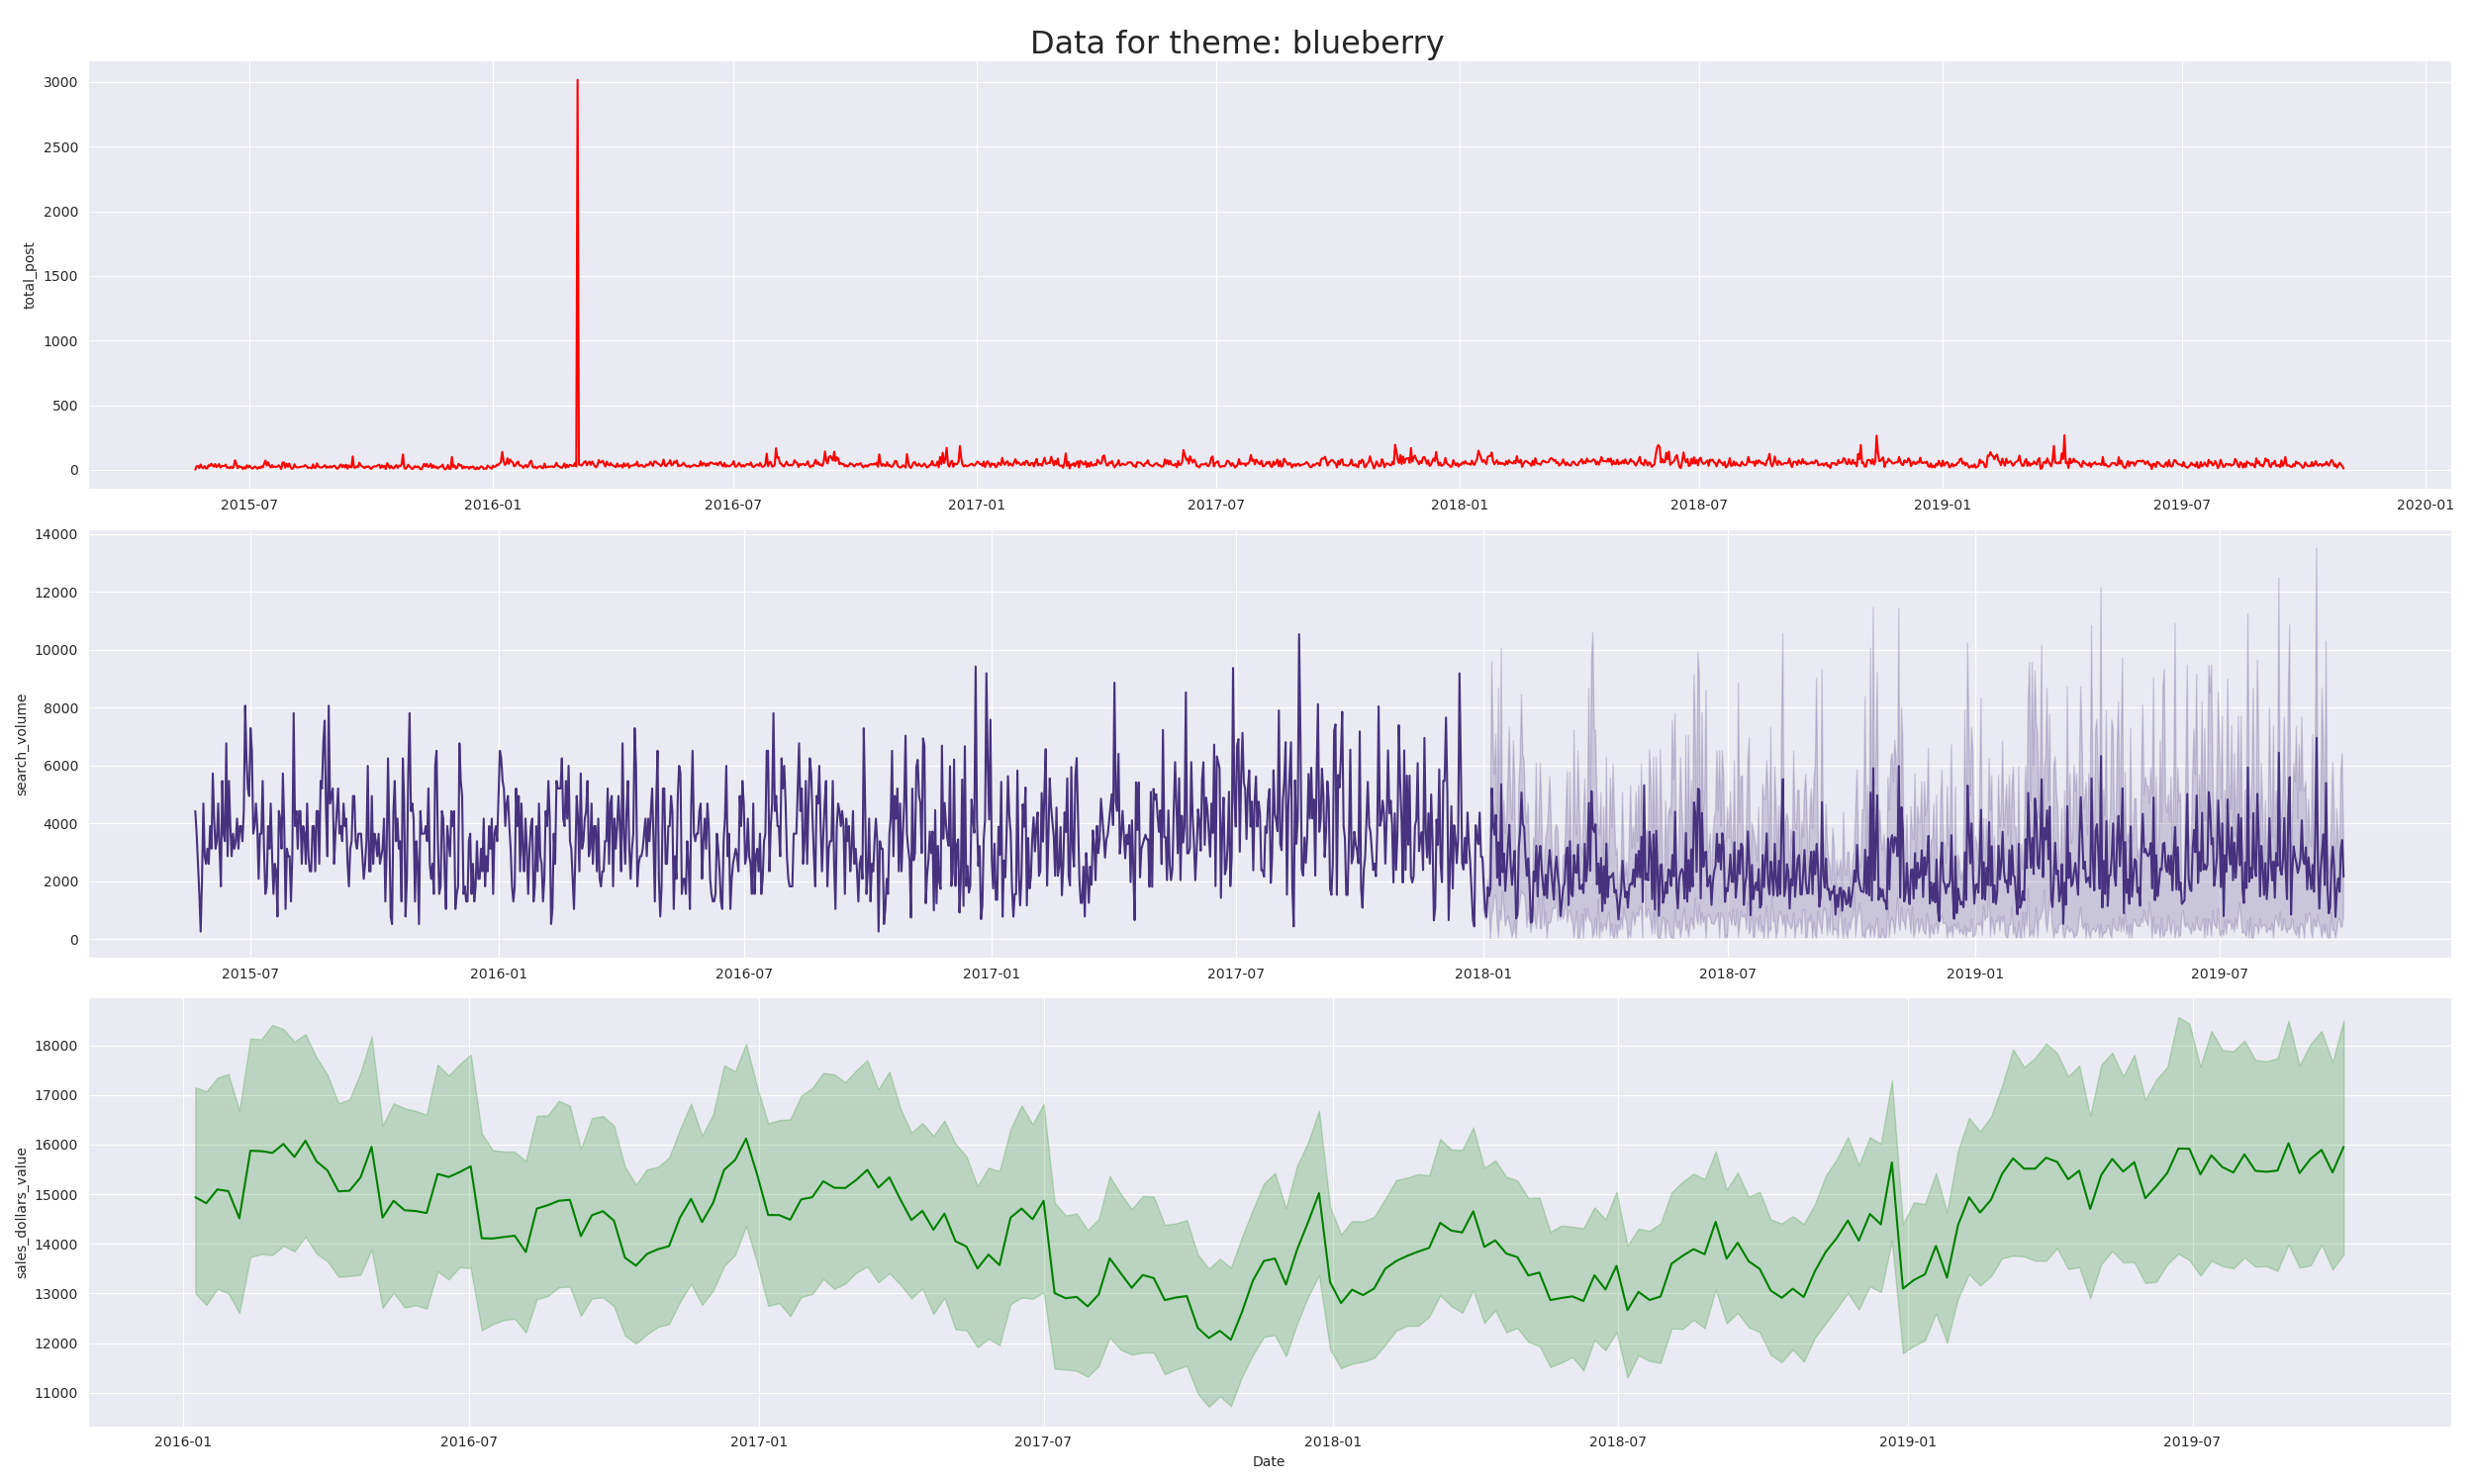 Data for theme: blueberry
total_post
3000
2500
2000
1500
1000
500
0
2015-07 2016-01 2016-07 2017-01 2017-07 2018-01 2018-07 2019-01 2019-07 2020-01
search_volume
14000
12000
10000
8000
6000
4000
2000
0
2015-07 2016-01 2016-07 2017-01 2017-07 2018-01 2018-07 2019-01 2019-07
sales_dollars_value
18000
17000
16000
15000
14000
13000
12000
11000
2016-01 2016-07 2017-01 2017-07 2018-01 2018-07 2019-01 2019-07
Date